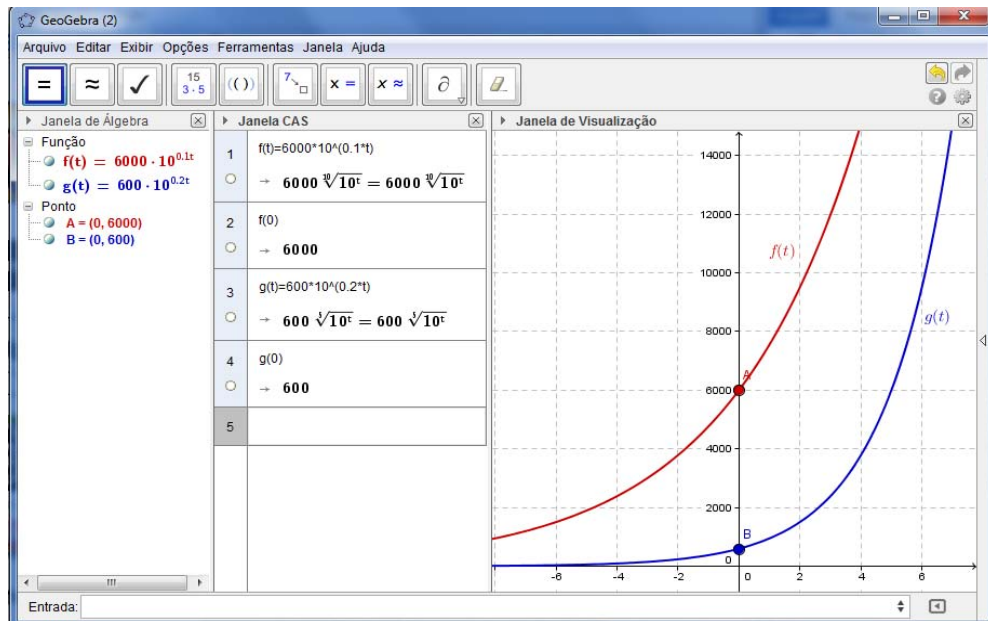 GeoGebra (2)
Arquivo Editar Exibir Opções Ferramentas Janela Ajuda
= ≈ ✓ 15 3·5 (( )) 7 x = x ≈ ∂
Janela de Álgebra
Função
f(t) = 6000 · 10^0.1t
g(t) = 600 · 10^0.2t
Ponto
A = (0, 6000)
B = (0, 600)
Janela CAS
1 f(t)=6000*10^(0.1*t)
→ 6000 ¹⁰√10ᵗ = 6000 ¹⁰√10ᵗ
2 f(0)
→ 6000
3 g(t)=600*10^(0.2*t)
→ 600 ⁵√10ᵗ = 600 ⁵√10ᵗ
4 g(0)
→ 600
5
Janela de Visualização
14000
12000
f(t)
10000
8000
g(t)
6000
A
4000
2000
B
0
-6 -4 -2 0 2 4 6
Entrada: